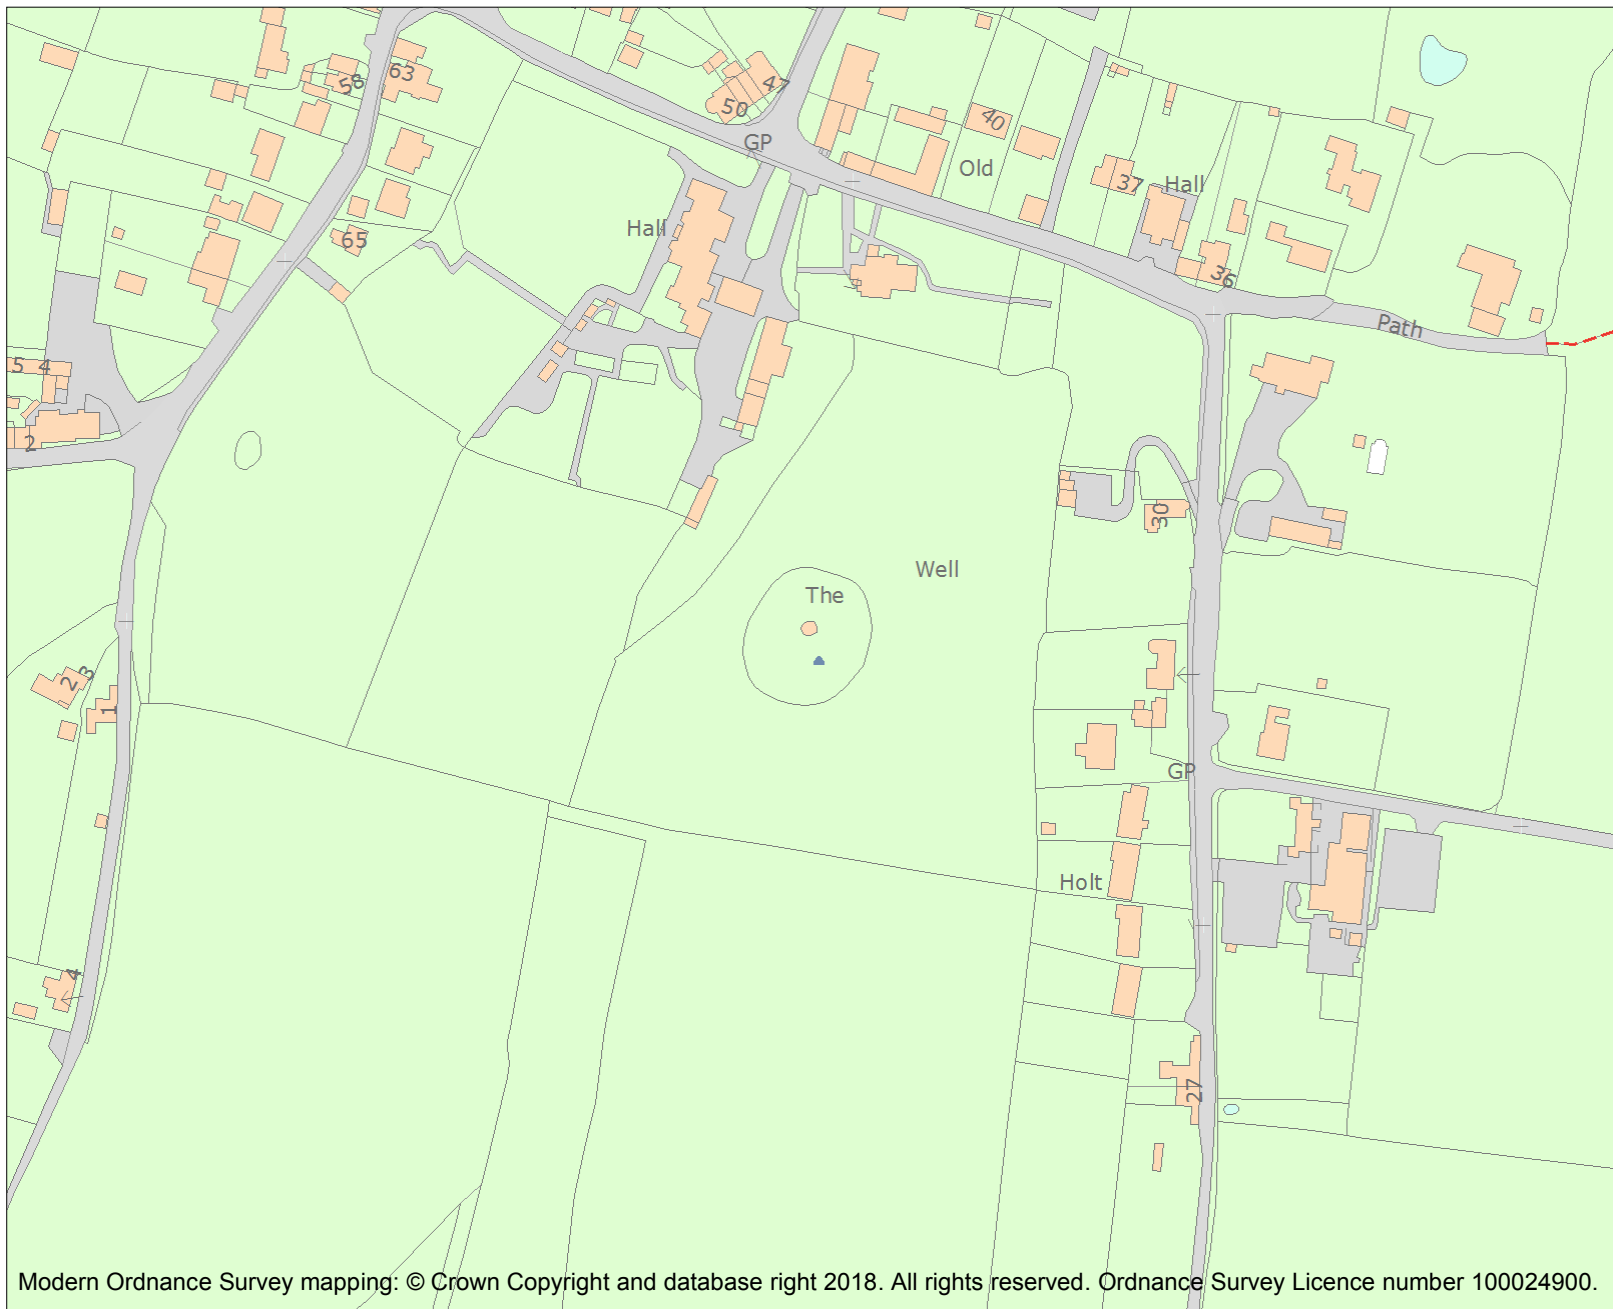 58
63
47
50
GP
40
Old
37
Hall
Hall
65
36
Path
5 4
2
30
Well
The
2 3
1
GP
Holt
4
27
Modern Ordnance Survey mapping: © Crown Copyright and database right 2018. All rights reserved. Ordnance Survey Licence number 100024900.